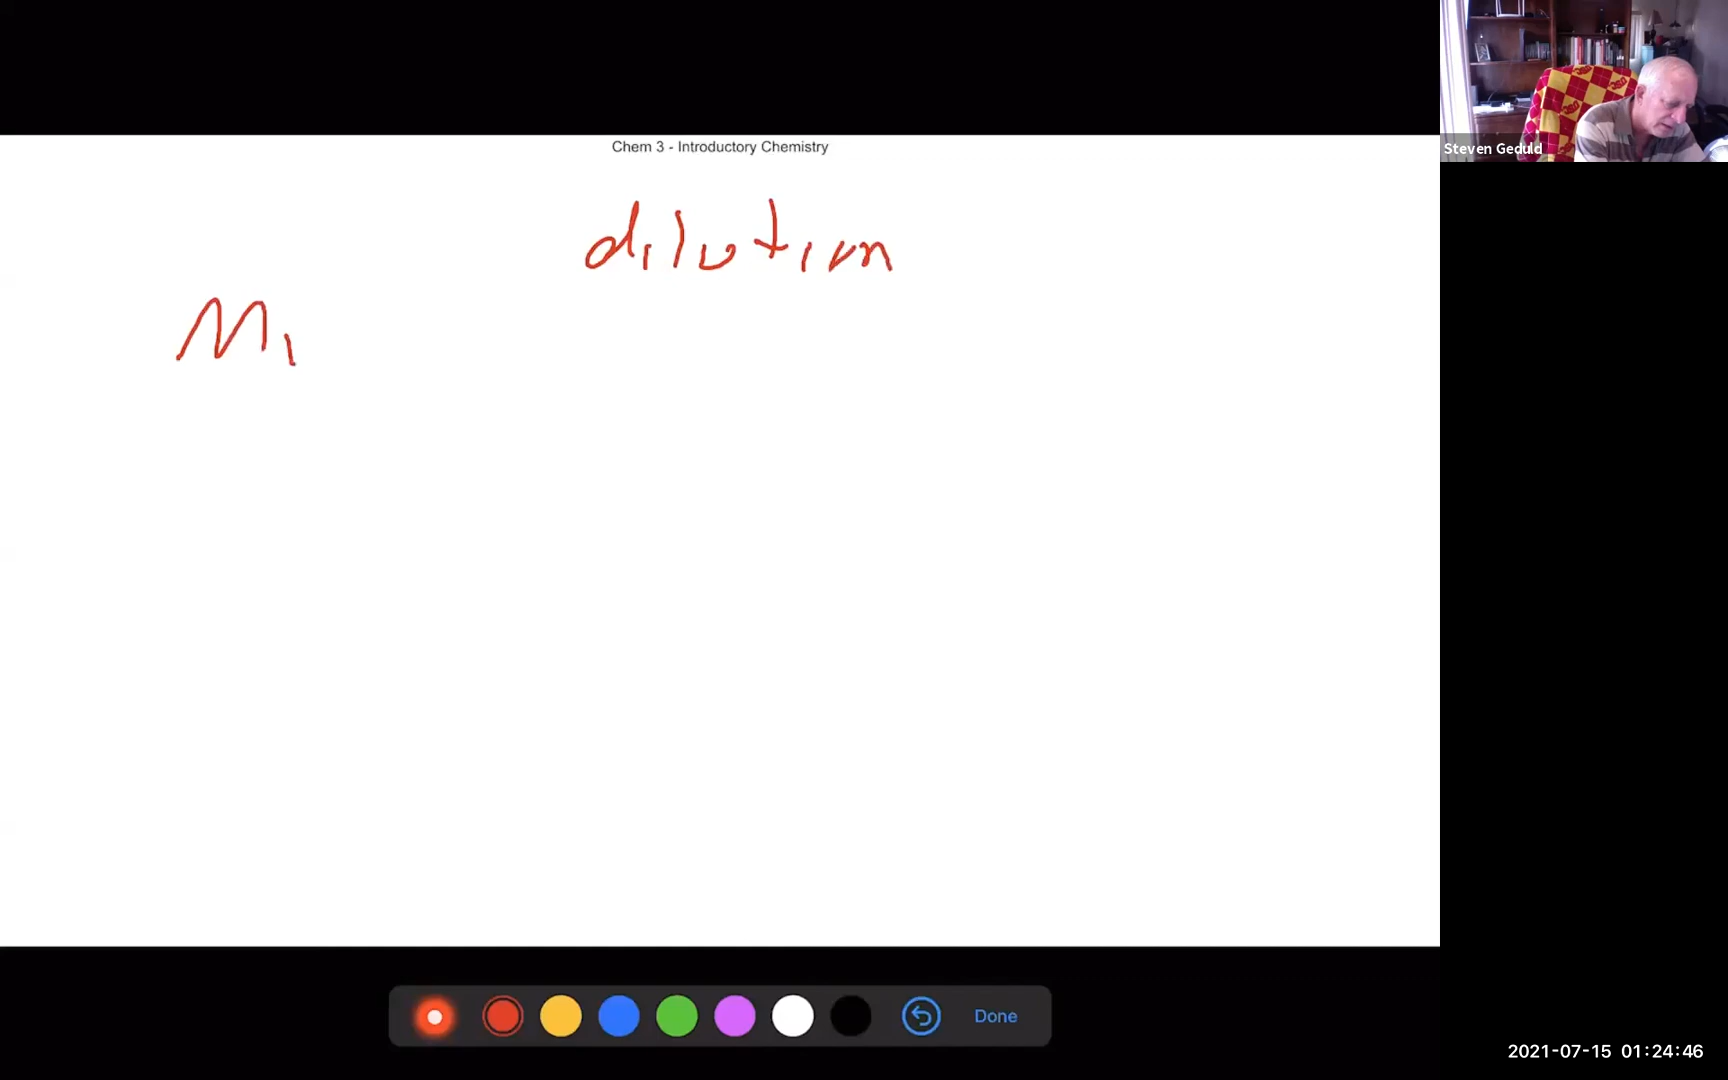 Chem 3 - Introductory Chemistry
dilution
M1
Steven Geduld
Done
2021-07-15 01:24:46